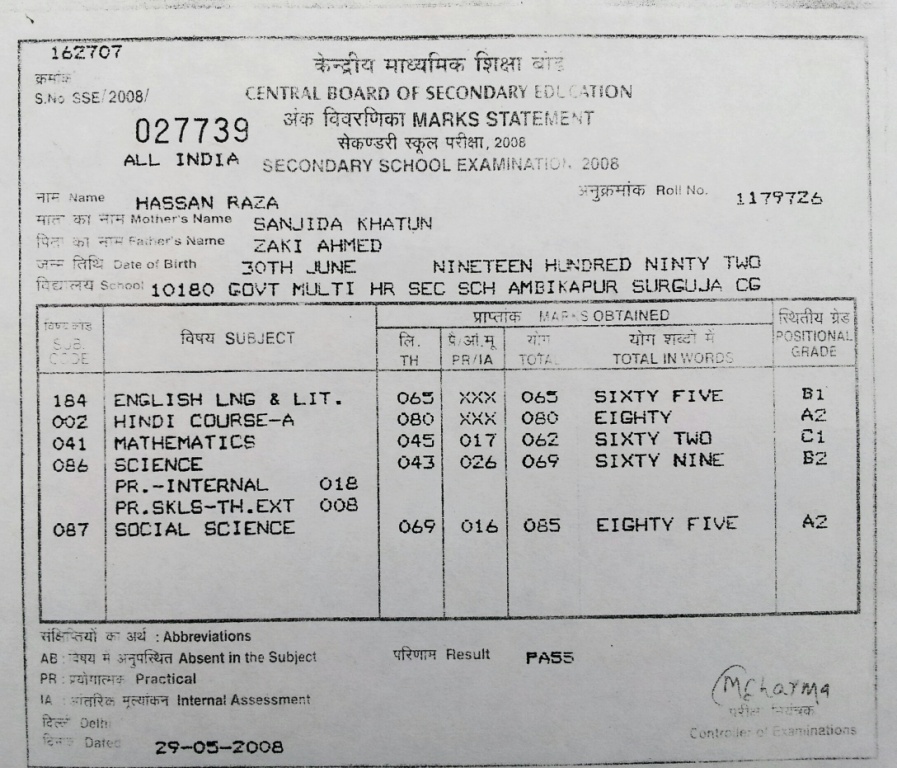 162707
क्रमांक
S.No SSE/2008/
027739
ALL INDIA
केन्द्रीय माध्यमिक शिक्षा बोर्ड
CENTRAL BOARD OF SECONDARY EDUCATION
अंक विवरणिका MARKS STATEMENT
सेकण्डरी स्कूल परीक्षा, 2008
SECONDARY SCHOOL EXAMINATION, 2008
अनुक्रमांक Roll No. 1179726
नाम Name HASSAN RAZA
माता का नाम Mother's Name SANJIDA KHATUN
पिता का नाम Father's Name ZAKI AHMED
जन्म तिथि Date of Birth 30TH JUNE NINETEEN HUNDRED NINTY TWO
विद्यालय School 10180 GOVT MULTI HR SEC SCH AMBIKAPUR SURGUJA CG
विषय कोड SUB. CODE
विषय SUBJECT
प्राप्तांक MARKS OBTAINED
लि. TH
प्रै/आं.मू PR/IA
योग TOTAL
योग शब्दो में TOTAL IN WORDS
स्थितीय ग्रेड POSITIONAL GRADE
184 ENGLISH LNG & LIT. 065 XXX 065 SIXTY FIVE B1
002 HINDI COURSE-A 080 XXX 080 EIGHTY A2
041 MATHEMATICS 045 017 062 SIXTY TWO C1
086 SCIENCE 043 026 069 SIXTY NINE B2
PR.-INTERNAL 018
PR.SKLS-TH.EXT 008
087 SOCIAL SCIENCE 069 016 085 EIGHTY FIVE A2
संक्षिप्तियों का अर्थ : Abbreviations
AB : विषय में अनुपस्थित Absent in the Subject
परिणाम Result PASS
PR : प्रयोगात्मक Practical
IA : आंतरिक मूल्यांकन Internal Assessment
दिल्ली Delhi
दिनांक Dated 29-05-2008
MSharma
परीक्षा नियंत्रक
Controller of Examinations